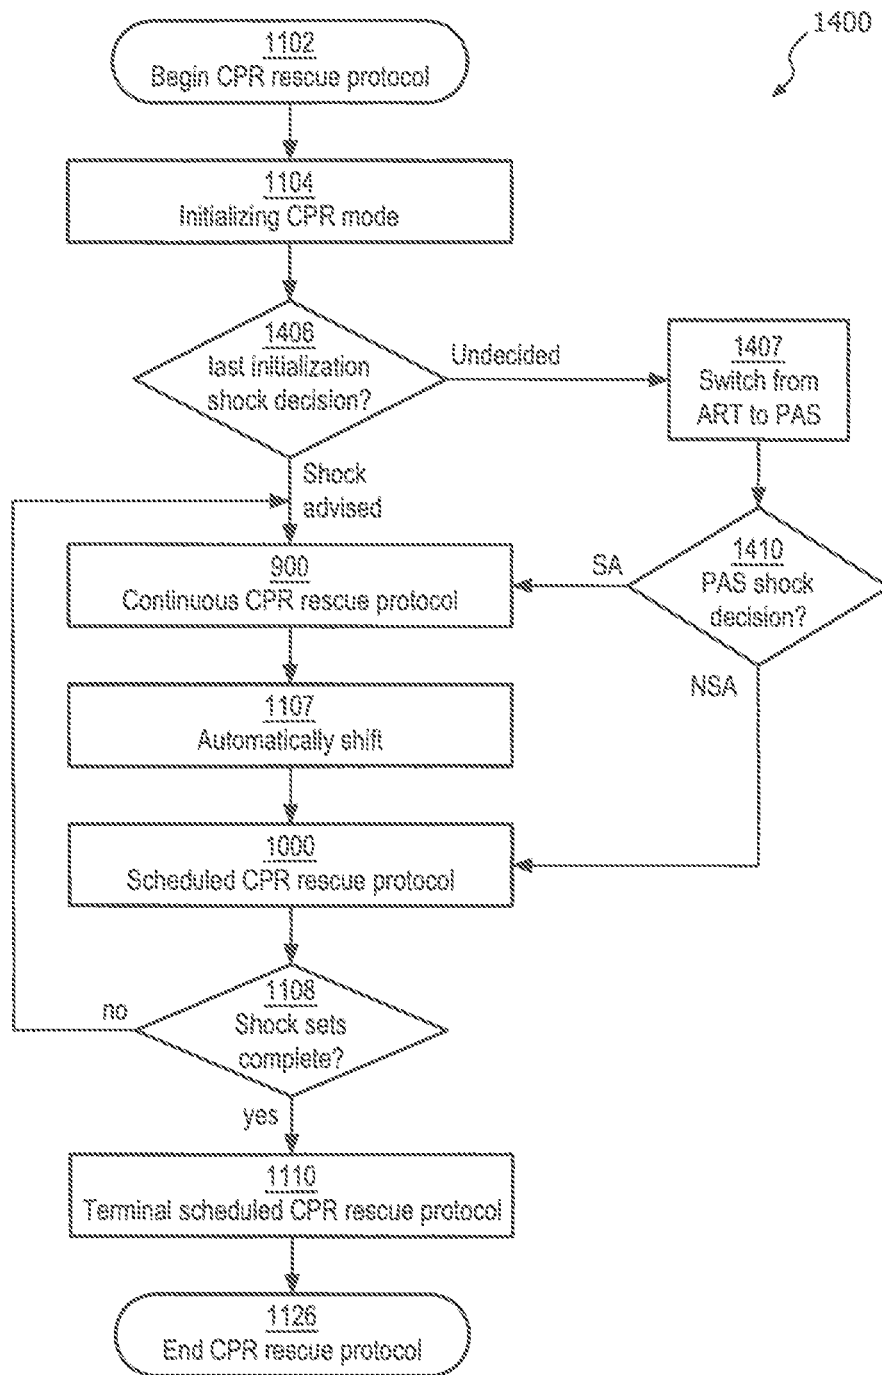 1400
1102
Begin CPR rescue protocol
1104
Initializing CPR mode
1406
last initialization
shock decision?
Undecided
1407
Switch from
ART to PAS
Shock
advised
900
Continuous CPR rescue protocol
SA
1410
PAS shock
decision?
NSA
1107
Automatically shift
1000
Scheduled CPR rescue protocol
1108
Shock sets
complete?
no
yes
1110
Terminal scheduled CPR rescue protocol
1126
End CPR rescue protocol